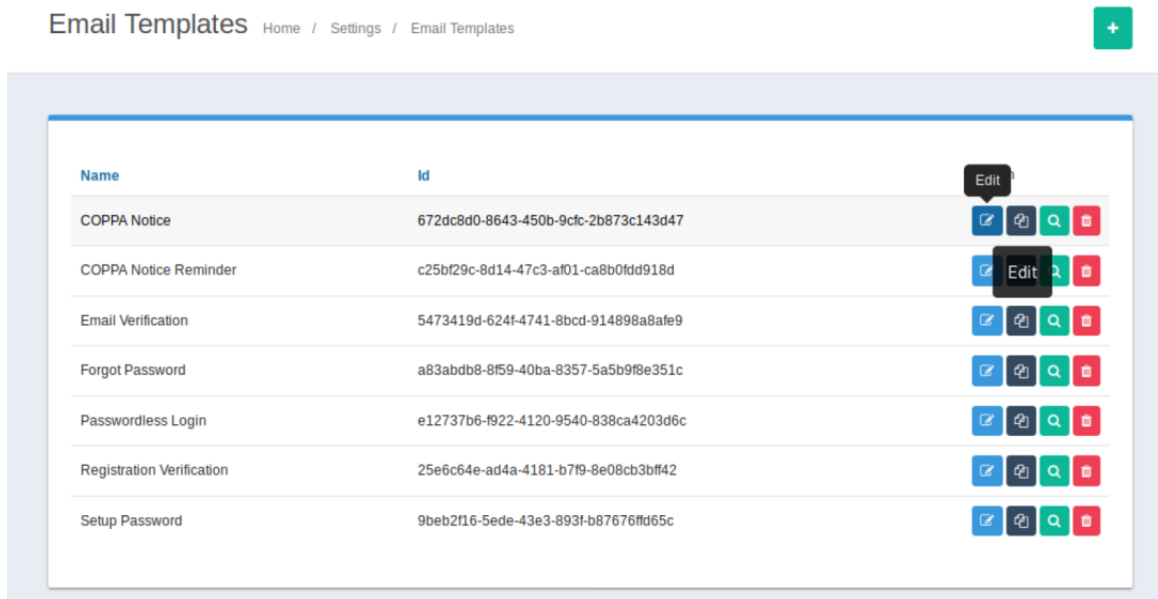 Email Templates Home / Settings / Email Templates
+
Name Id
Edit
COPPA Notice 672dc8d0-8643-450b-9cfc-2b873c143d47
COPPA Notice Reminder c25bf29c-8d14-47c3-af01-ca8b0fdd918d
Edit
Email Verification 5473419d-624f-4741-8bcd-914898a8afe9
Forgot Password a83abdb8-8f59-40ba-8357-5a5b9f8e351c
Passwordless Login e12737b6-f922-4120-9540-838ca4203d6c
Registration Verification 25e6c64e-ad4a-4181-b7f9-8e08cb3bff42
Setup Password 9beb2f16-5ede-43e3-893f-b87676ffd65c